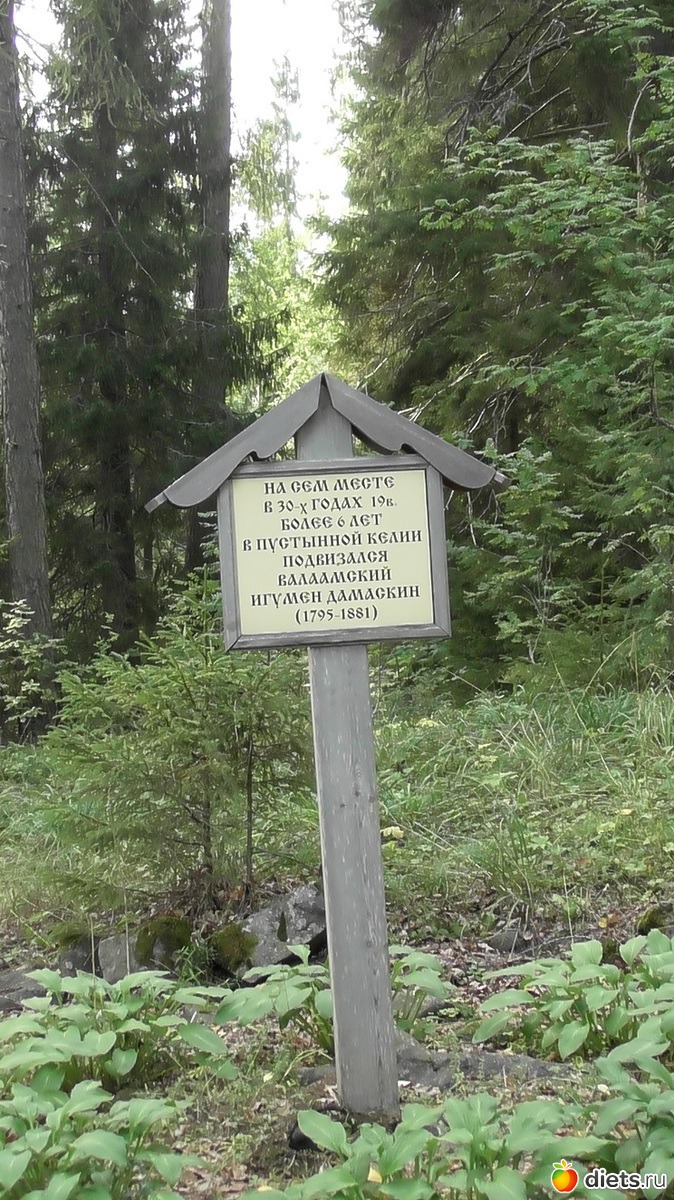 НА СЕМ МЕСТЕ
В 30-Х ГОДАХ 19в.
БОЛЕЕ 6 ЛЕТ
В ПУСТЫННОЙ КЕЛИИ
ПОДВИЗАЛСЯ
ВАЛААМСКИЙ
ИГУМЕН ДАМАСКИН
(1795-1881)
diets.ru